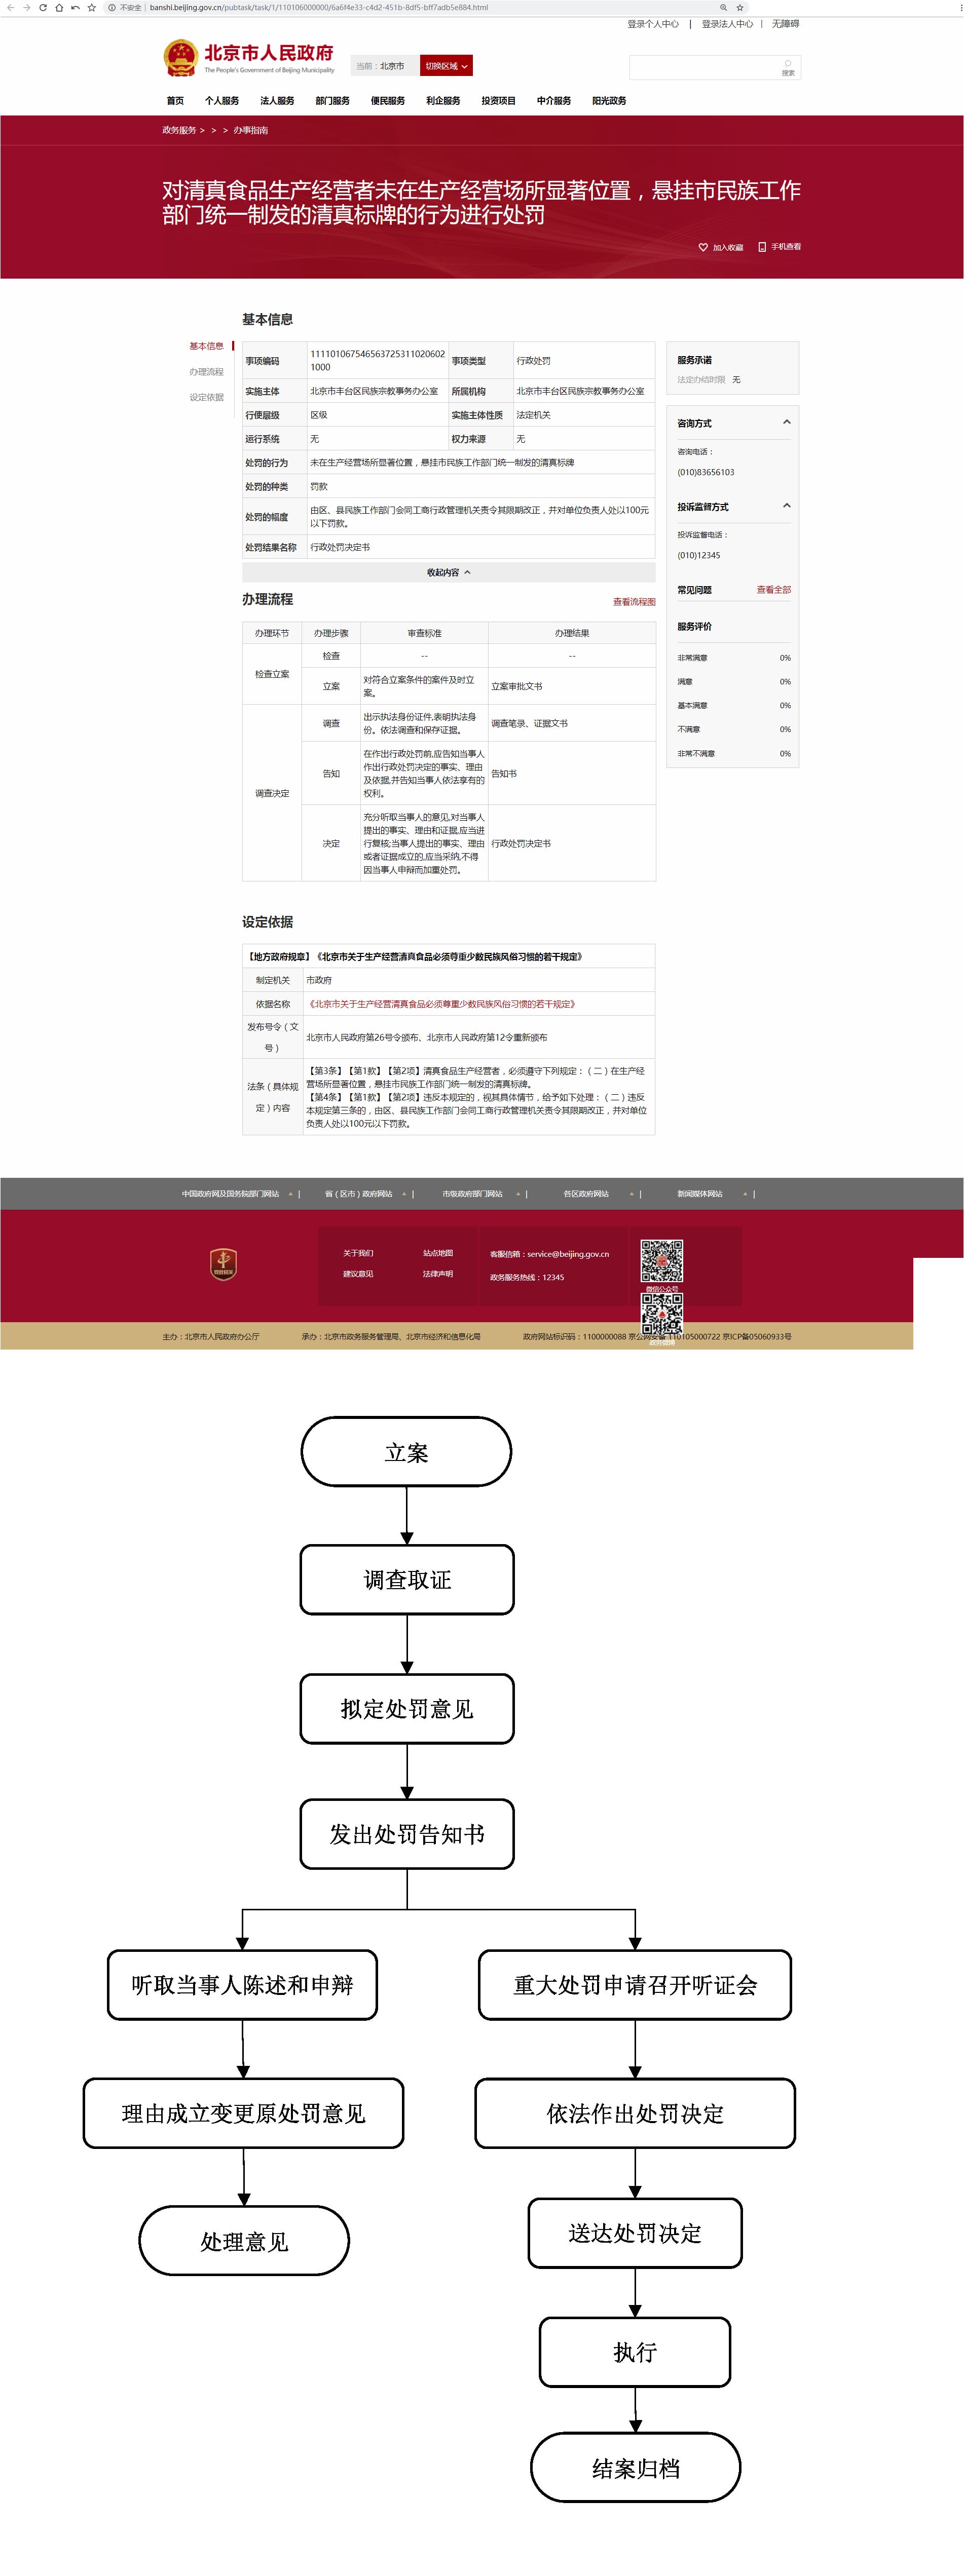 不安全 | banshi.beijing.gov.cn/pubtask/task/1/110106000000/6a6f4e33-c4d2-451b-8df5-bff7adb5e884.html
登录个人中心 | 登录法人中心 | 无障碍
北京市人民政府
The People's Government of Beijing Municipality
当前：北京市 切换区域
搜索
首页 个人服务 法人服务 部门服务 便民服务 利企服务 投资项目 中介服务 阳光政务
政务服务 > > > 办事指南
对清真食品生产经营者未在生产经营场所显著位置，悬挂市民族工作
部门统一制发的清真标牌的行为进行处罚
加入收藏 手机查看
基本信息
办理流程
设定依据
基本信息
事项编码 11110106754656372531102060２
1000 事项类型 行政处罚
实施主体 北京市丰台区民族宗教事务办公室 所属机构 北京市丰台区民族宗教事务办公室
行使层级 区级 实施主体性质 法定机关
运行系统 无 权力来源 无
处罚的行为 未在生产经营场所显著位置，悬挂市民族工作部门统一制发的清真标牌
处罚的种类 罚款
处罚的幅度 由区、县民族工作部门会同工商行政管理机关责令其限期改正，并对单位负责人处以100元
以下罚款。
处罚结果名称 行政处罚决定书
收起内容
服务承诺
法定办结时限 无
咨询方式
咨询电话：
(010)83656103
投诉监督方式
投诉监督电话：
(010)12345
常见问题 查看全部
服务评价
非常满意 0%
满意 0%
基本满意 0%
不满意 0%
非常不满意 0%
办理流程 查看流程图
办理环节 办理步骤 审查标准 办理结果
检查立案
检查 -- --
立案 对符合立案条件的案件及时立
案。 立案审批文书
调查决定
调查 出示执法身份证件,表明执法身
份。依法调查和保存证据。 调查笔录、证据文书
告知 在作出行政处罚前,应告知当事人
作出行政处罚决定的事实、理由
及依据,并告知当事人依法享有的
权利。 告知书
决定 充分听取当事人的意见,对当事人
提出的事实、理由和证据,应当进
行复核;当事人提出的事实、理由
或者证据成立的,应当采纳,不得
因当事人申辩而加重处罚。 行政处罚决定书
设定依据
【地方政府规章】《北京市关于生产经营清真食品必须尊重少数民族风俗习惯的若干规定》
制定机关 市政府
依据名称 《北京市关于生产经营清真食品必须尊重少数民族风俗习惯的若干规定》
发布号令（文
号） 北京市人民政府第26号令颁布、北京市人民政府第12令重新颁布
法条（具体规
定）内容
【第3条】【第1款】【第2项】清真食品生产经营者，必须遵守下列规定：（二）在生产经
营场所显著位置，悬挂市民族工作部门统一制发的清真标牌。
【第4条】【第1款】【第2项】违反本规定的，视其具体情节，给予如下处理：（二）违反
本规定第三条的，由区、县民族工作部门会同工商行政管理机关责令其限期改正，并对单位
负责人处以100元以下罚款。
中国政府网及国务院部门网站 | 省（区市）政府网站 | 市级政府部门网站 | 各区政府网站 | 新闻媒体网站 |
关于我们 站点地图
建议意见 法律声明
客服信箱：service@beijing.gov.cn
政务服务热线：12345
微信公众号
主办：北京市人民政府办公厅 承办：北京市政务服务管理局、北京市经济和信息化局 政府网站标识码：1100000088 京公网安备 110105000722 京ICP备05060933号
立案
调查取证
拟定处罚意见
发出处罚告知书
听取当事人陈述和申辩 重大处罚申请召开听证会
理由成立变更原处罚意见 依法作出处罚决定
处理意见 送达处罚决定
执行
结案归档